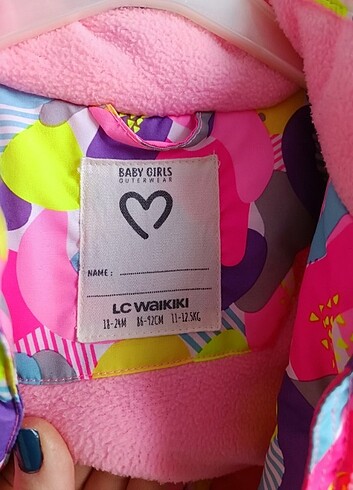 BABY GIRLS
OUTERWEAR
NAME :
LC WAIKIKI
18-24M 86-92CM 11-12.5KG